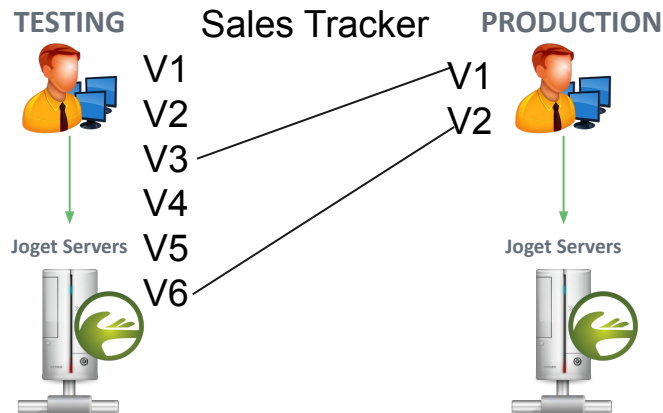 TESTING
Sales Tracker
PRODUCTION
V1
V2
V3
V4
V5
V6
V1
V2
Joget Servers
Joget Servers